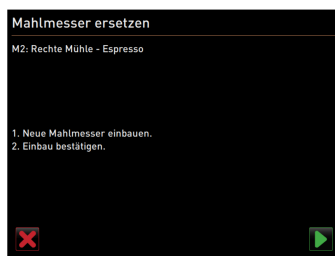 Mahlmesser ersetzen
M2: Rechte Mühle - Espresso
1. Neue Mahlmesser einbauen.
2. Einbau bestätigen.